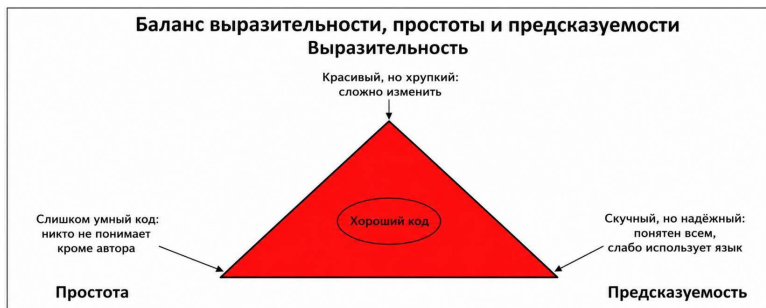 Баланс выразительности, простоты и предсказуемости
Выразительность
Красивый, но хрупкий:
сложно изменить
Слишком умный код:
никто не понимает
кроме автора
Хороший код
Скучный, но надёжный:
понятен всем,
слабо использует язык
Простота
Предсказуемость